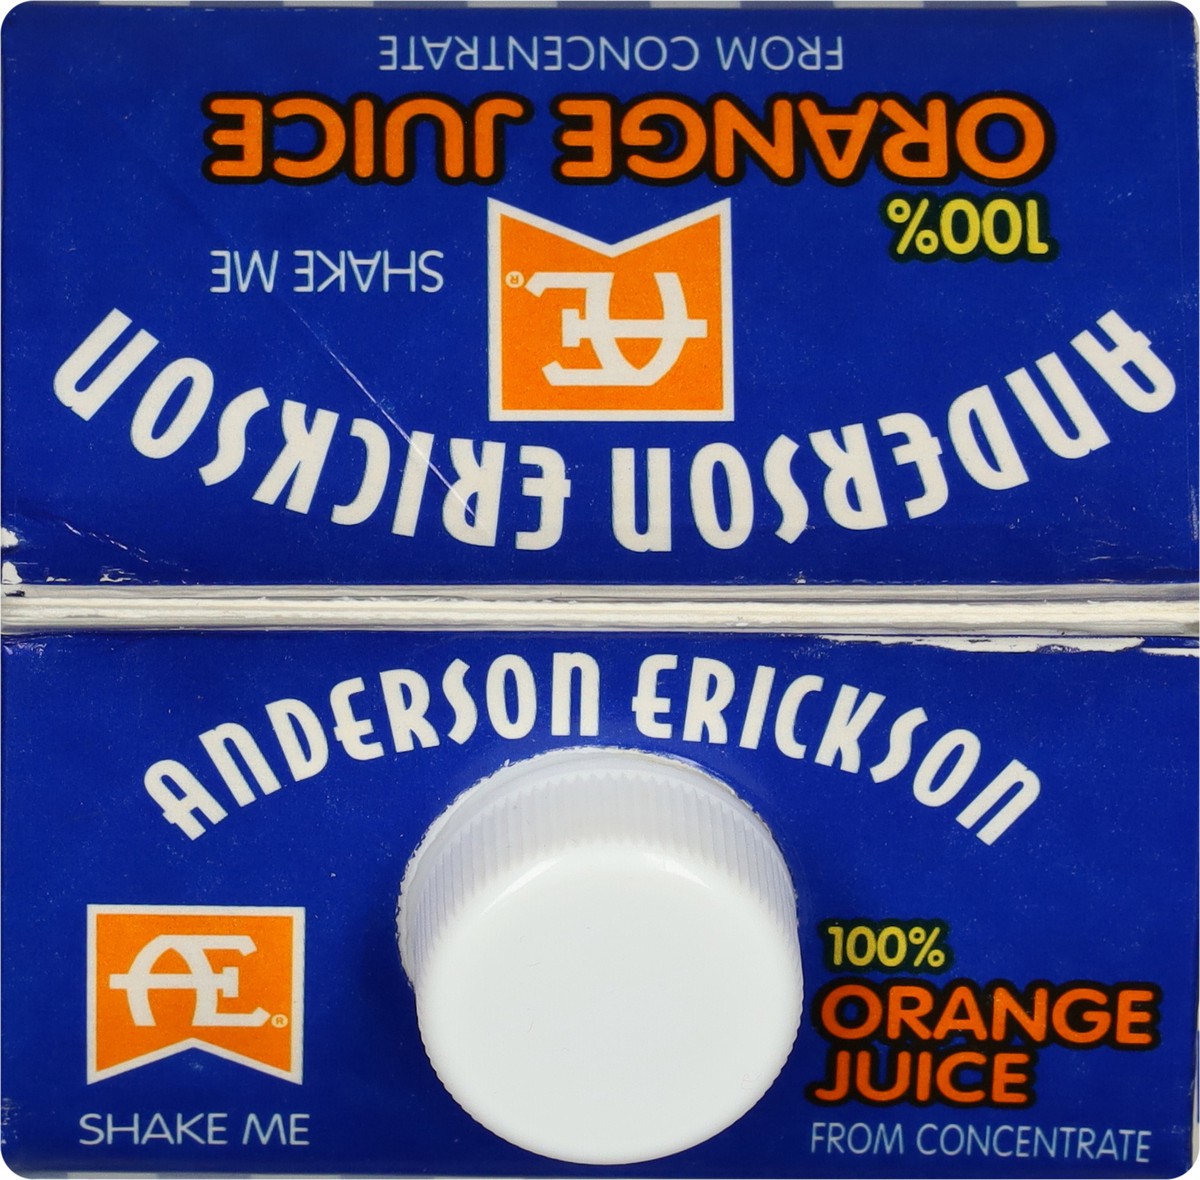 FROM CONCENTRATE
ORANGE JUICE
100%
SHAKE ME
AE®
ANDERSON ERICKSON
ANDERSON ERICKSON
AE®
SHAKE ME
100%
ORANGE
JUICE
FROM CONCENTRATE